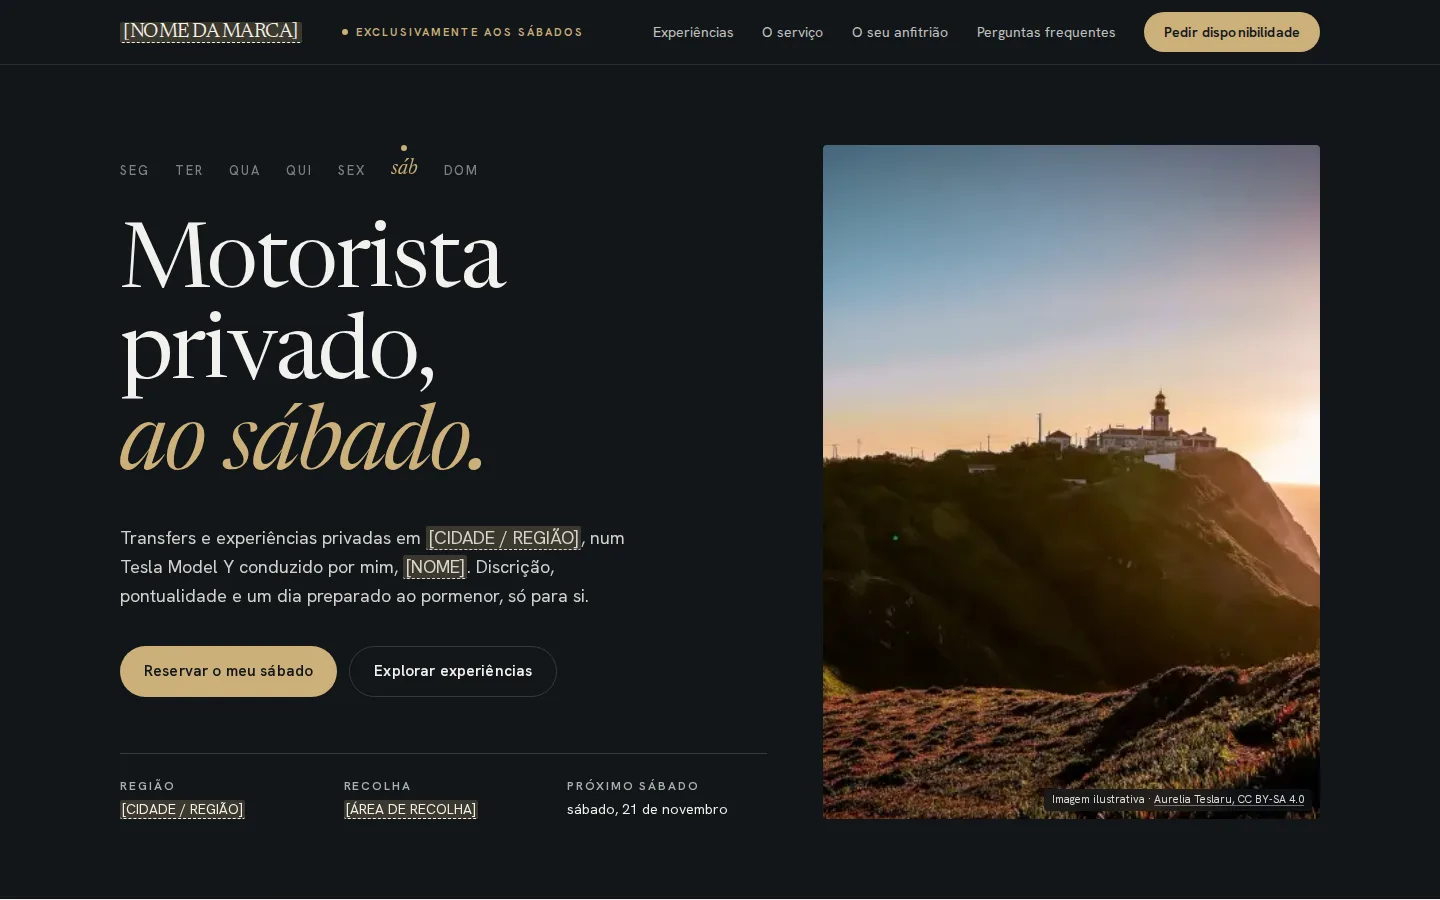 [NOME DA MARCA]
EXCLUSIVAMENTE AOS SÁBADOS
Experiências
O serviço
O seu anfitrião
Perguntas frequentes
Pedir disponibilidade
SEG TER QUA QUI SEX sáb DOM
Motorista
privado,
ao sábado.
Transfers e experiências privadas em [CIDADE / REGIÃO], num
Tesla Model Y conduzido por mim, [NOME]. Discrição,
pontualidade e um dia preparado ao pormenor, só para si.
Reservar o meu sábado
Explorar experiências
REGIÃO
[CIDADE / REGIÃO]
RECOLHA
[ÁREA DE RECOLHA]
PRÓXIMO SÁBADO
sábado, 21 de novembro
Imagem ilustrativa · Aurelia Teslaru, CC BY-SA 4.0